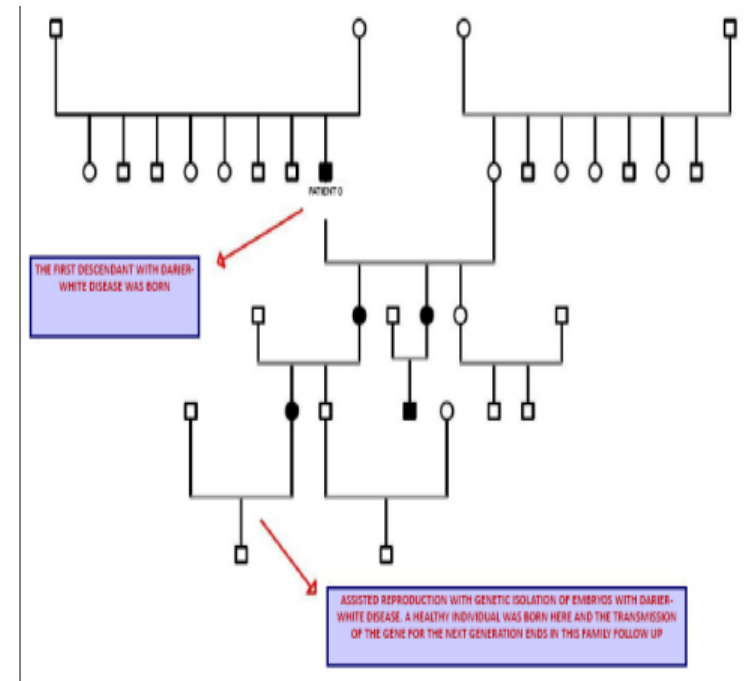 PATIENT 0
THE FIRST DESCENDANT WITH DARIER-
WHITE DISEASE WAS BORN
ASSISTED REPRODUCTION WITH GENETIC ISOLATION OF EMBRYOS WITH DARIER-
WHITE DISEASE. A HEALTHY INDIVIDUAL WAS BORN HERE AND THE TRANSMISSION
OF THE GENE FOR THE NEXT GENERATION ENDS IN THIS FAMILY FOLLOW UP